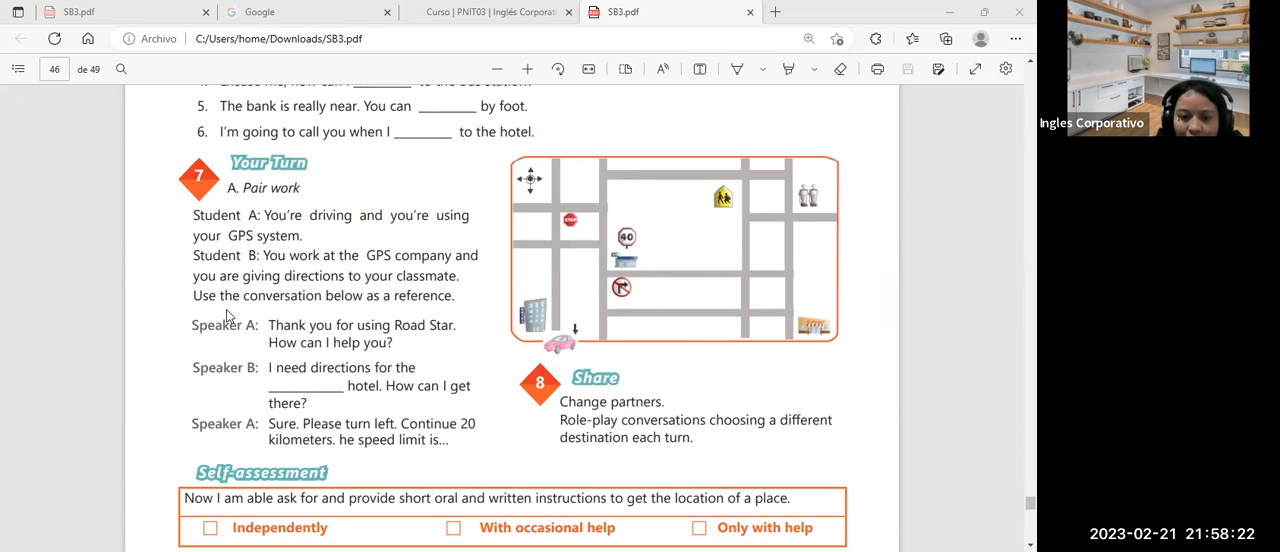 SB3.pdf
Google
Curso | PNIT03 | Inglés Corporati
SB3.pdf
Archivo
C:/Users/home/Downloads/SB3.pdf
46
de 49
5. The bank is really near. You can ________ by foot.
6. I'm going to call you when I ________ to the hotel.
7
Your Turn
A. Pair work
Student A: You're driving and you're using
your GPS system.
Student B: You work at the GPS company and
you are giving directions to your classmate.
Use the conversation below as a reference.
Speaker A: Thank you for using Road Star.
How can I help you?
Speaker B: I need directions for the
__________ hotel. How can I get
there?
Speaker A: Sure. Please turn left. Continue 20
kilometers. he speed limit is...
STOP
40
8
Share
Change partners.
Role-play conversations choosing a different
destination each turn.
Self-assessment
Now I am able ask for and provide short oral and written instructions to get the location of a place.
Independently
With occasional help
Only with help
Ingles Corporativo
2023-02-21 21:58:22